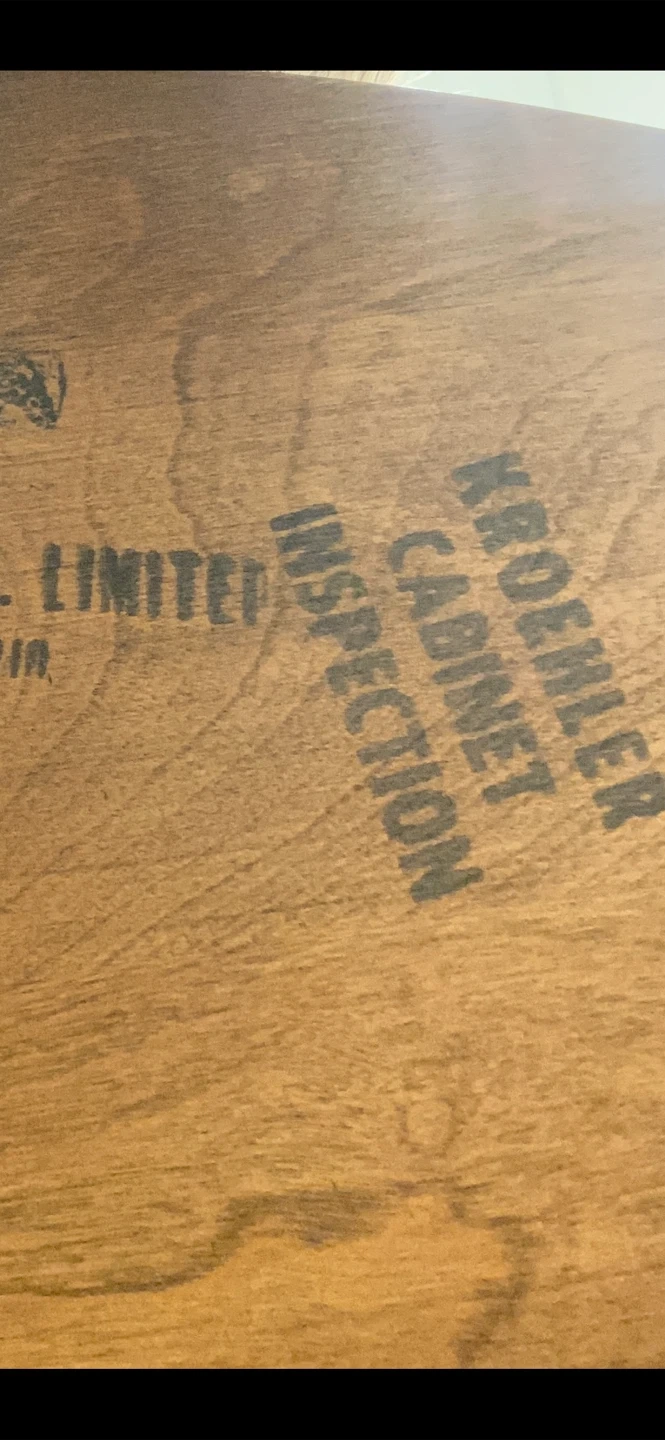 LIMITED
KROEHLER
CABINET
INSPECTION